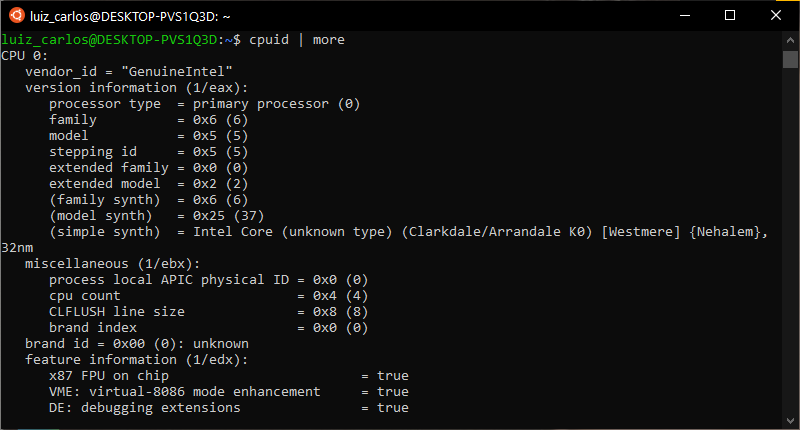 luiz_carlos@DESKTOP-PVS1Q3D: ~
luiz_carlos@DESKTOP-PVS1Q3D:~$ cpuid | more
CPU 0:
   vendor_id = "GenuineIntel"
   version information (1/eax):
      processor type  = primary processor (0)
      family          = 0x6 (6)
      model           = 0x5 (5)
      stepping id     = 0x5 (5)
      extended family = 0x0 (0)
      extended model  = 0x2 (2)
      (family synth)  = 0x6 (6)
      (model synth)   = 0x25 (37)
      (simple synth)  = Intel Core (unknown type) (Clarkdale/Arrandale K0) [Westmere] {Nehalem},
32nm
   miscellaneous (1/ebx):
      process local APIC physical ID = 0x0 (0)
      cpu count                      = 0x4 (4)
      CLFLUSH line size              = 0x8 (8)
      brand index                    = 0x0 (0)
   brand id = 0x00 (0): unknown
   feature information (1/edx):
      x87 FPU on chip                        = true
      VME: virtual-8086 mode enhancement     = true
      DE: debugging extensions               = true